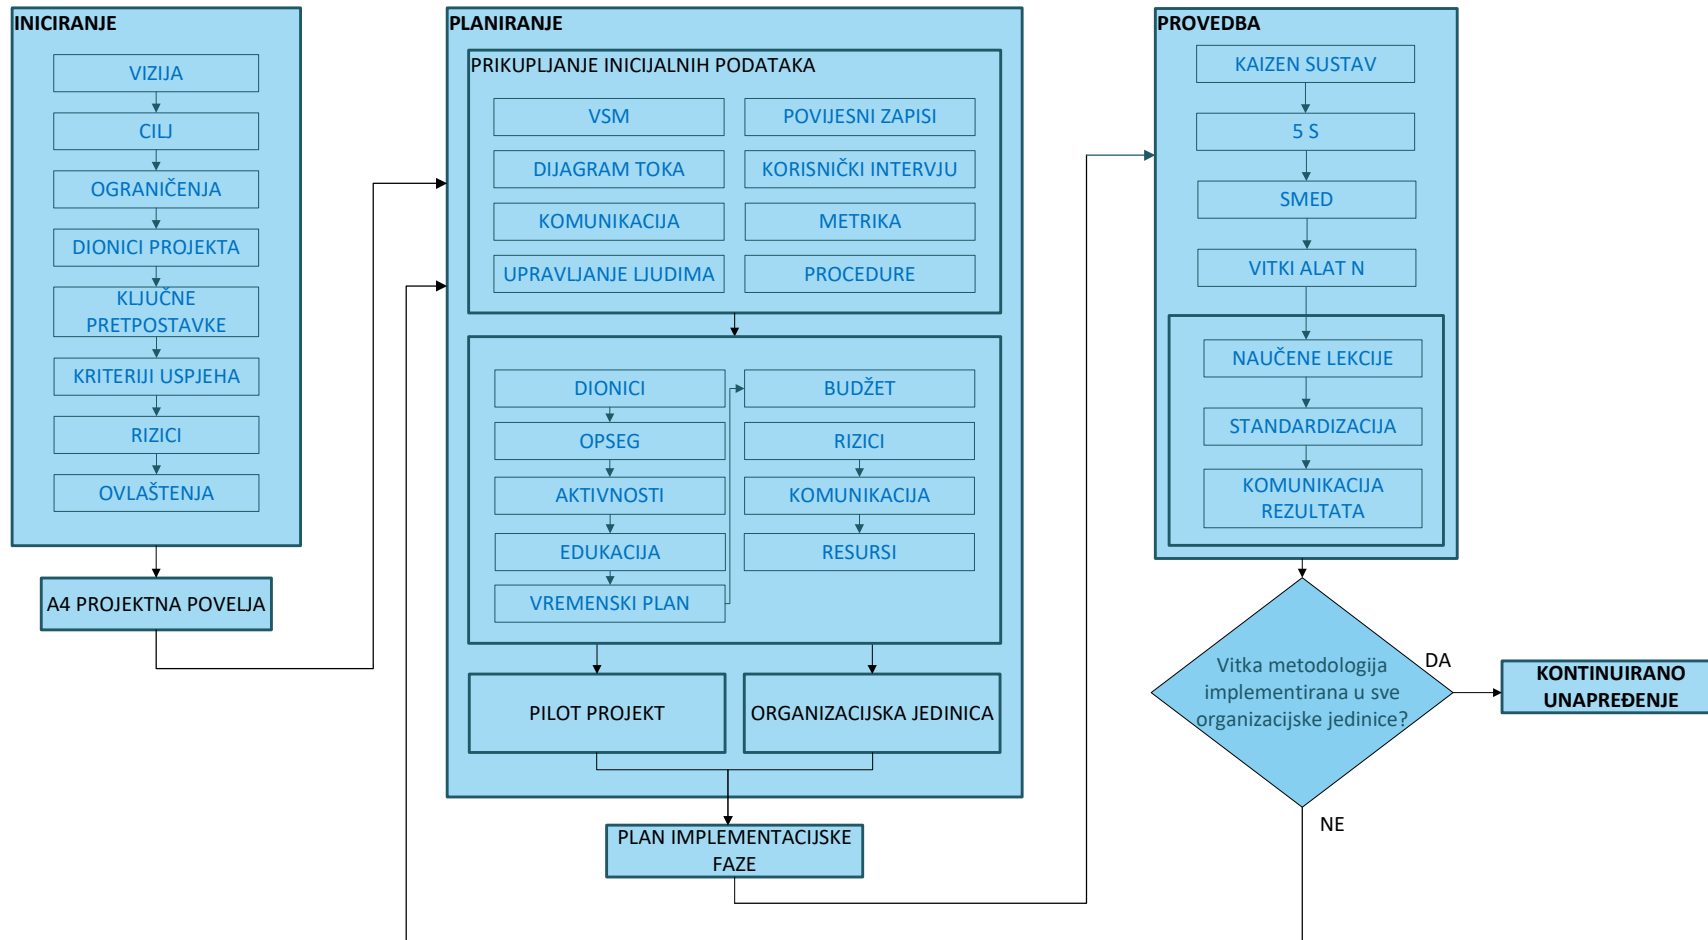 INICIRANJE
VIZIJA
CILJ
OGRANIČENJA
DIONICI PROJEKTA
KLJUČNE
PRETPOSTAVKE
KRITERIJI USPJEHA
RIZICI
OVLAŠTENJA
A4 PROJEKTNA POVELJA
PLANIRANJE
PRIKUPLJANJE INICIJALNIH PODATAKA
VSM
POVIJESNI ZAPISI
DIJAGRAM TOKA
KORISNIČKI INTERVJU
KOMUNIKACIJA
METRIKA
UPRAVLJANJE LJUDIMA
PROCEDURE
DIONICI
OPSEG
AKTIVNOSTI
EDUKACIJA
VREMENSKI PLAN
BUDŽET
RIZICI
KOMUNIKACIJA
RESURSI
PILOT PROJEKT
ORGANIZACIJSKA JEDINICA
PLAN IMPLEMENTACIJSKE
FAZE
PROVEDBA
KAIZEN SUSTAV
5 S
SMED
VITKI ALAT N
NAUČENE LEKCIJE
STANDARDIZACIJA
KOMUNIKACIJA
REZULTATA
Vitka metodologija
implementirana u sve
organizacijske jedinice?
DA
NE
KONTINUIRANO
UNAPREĐENJE